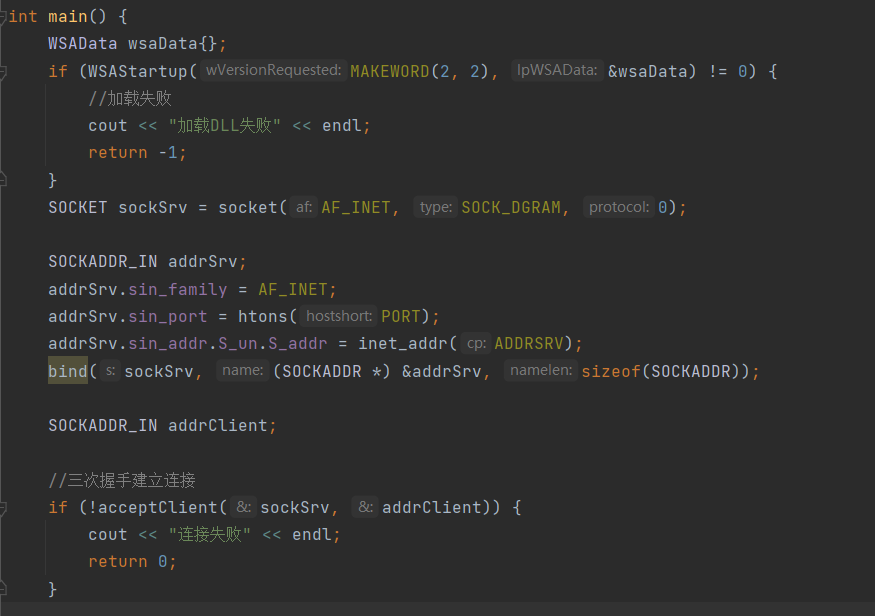 int main() {
WSAData wsaData{};
if (WSAStartup( wVersionRequested: MAKEWORD(2, 2), lpWSAData: &wsaData) != 0) {
//加载失败
cout << "加载DLL失败" << endl;
return -1;
}
SOCKET sockSrv = socket( af: AF_INET, type: SOCK_DGRAM, protocol: 0);
SOCKADDR_IN addrSrv;
addrSrv.sin_family = AF_INET;
addrSrv.sin_port = htons( hostshort: PORT);
addrSrv.sin_addr.S_un.S_addr = inet_addr( cp: ADDRSRV);
bind( s: sockSrv, name: (SOCKADDR *) &addrSrv, namelen: sizeof(SOCKADDR));
SOCKADDR_IN addrClient;
//三次握手建立连接
if (!acceptClient( &: sockSrv, &: addrClient)) {
cout << "连接失败" << endl;
return 0;
}